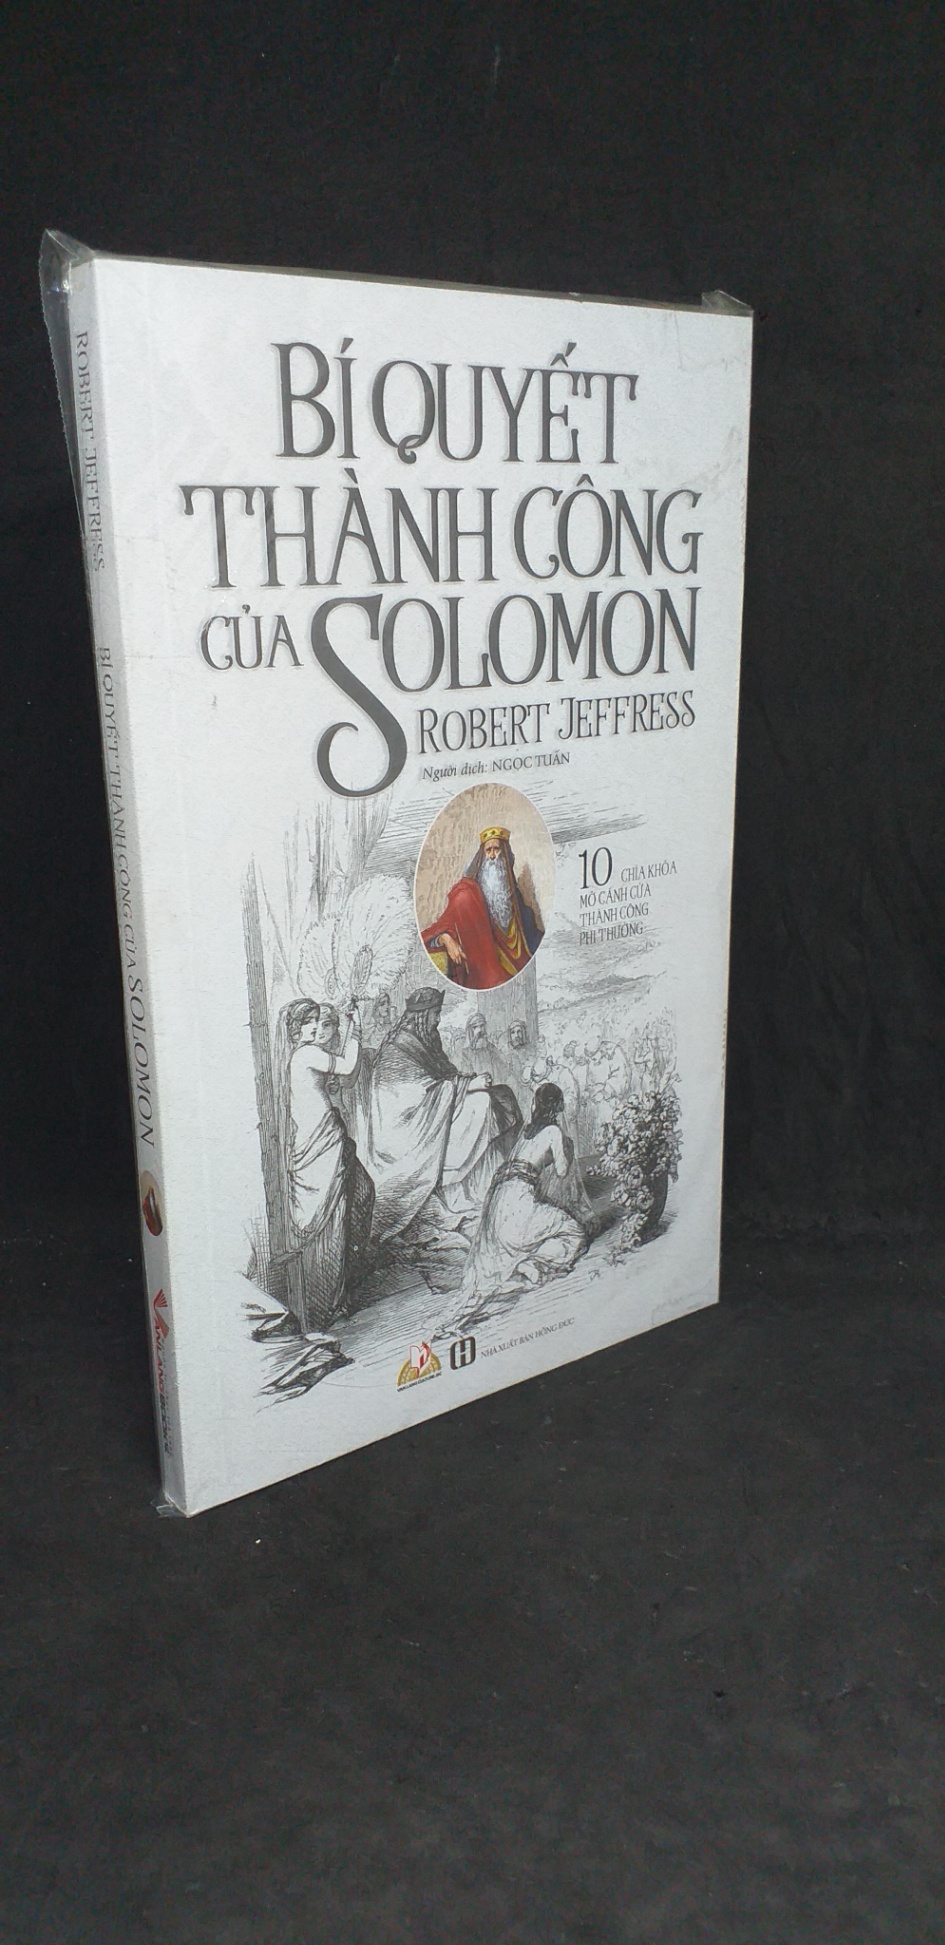 BÍ QUYẾT
THÀNH CÔNG
CỦA SOLOMON
ROBERT JEFFRESS
Người dịch: NGỌC TUẤN
10 CHÌA KHÓA
MỞ CÁNH CỬA
THÀNH CÔNG
PHI THƯỜNG
NHÀ XUẤT BẢN HỒNG ĐỨC
ROBERT JEFFRESS
BÍ QUYẾT THÀNH CÔNG CỦA SOLOMON